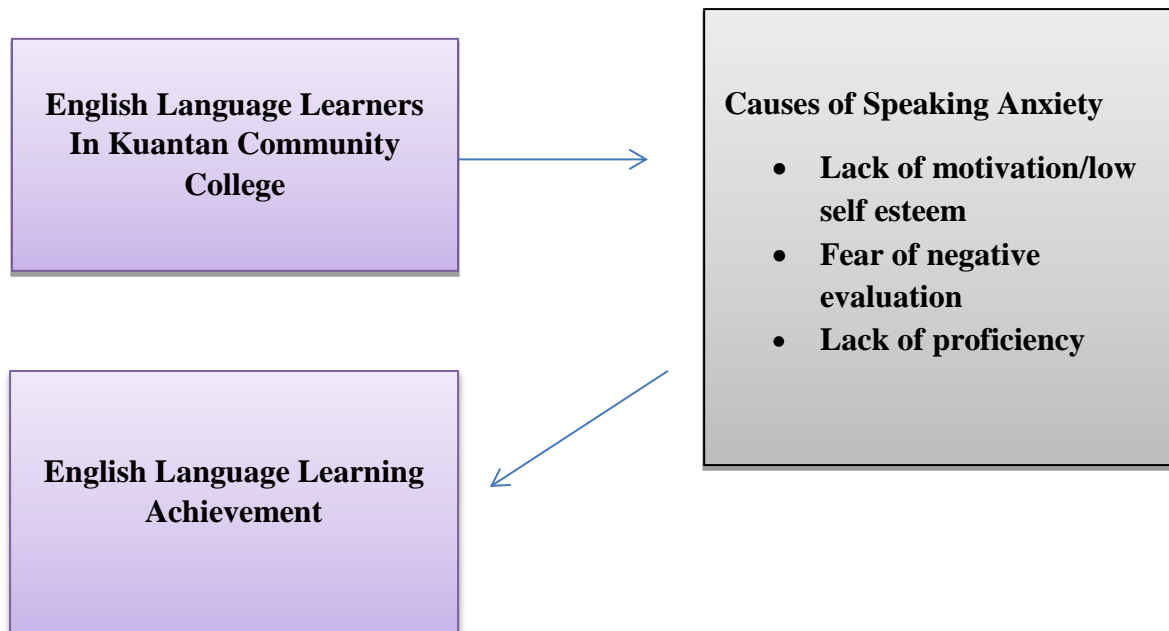 English Language Learners
In Kuantan Community
College
Causes of Speaking Anxiety
• Lack of motivation/low
self esteem
• Fear of negative
evaluation
• Lack of proficiency
English Language Learning
Achievement